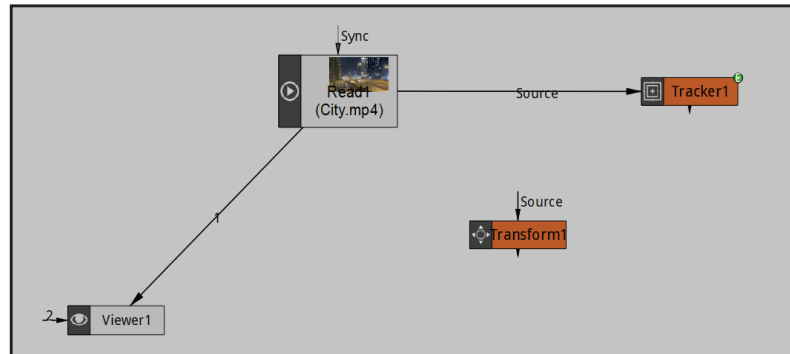 Sync
Read1
(City.mp4)
Source
Tracker1
E
1
Source
Transform1
2
Viewer1